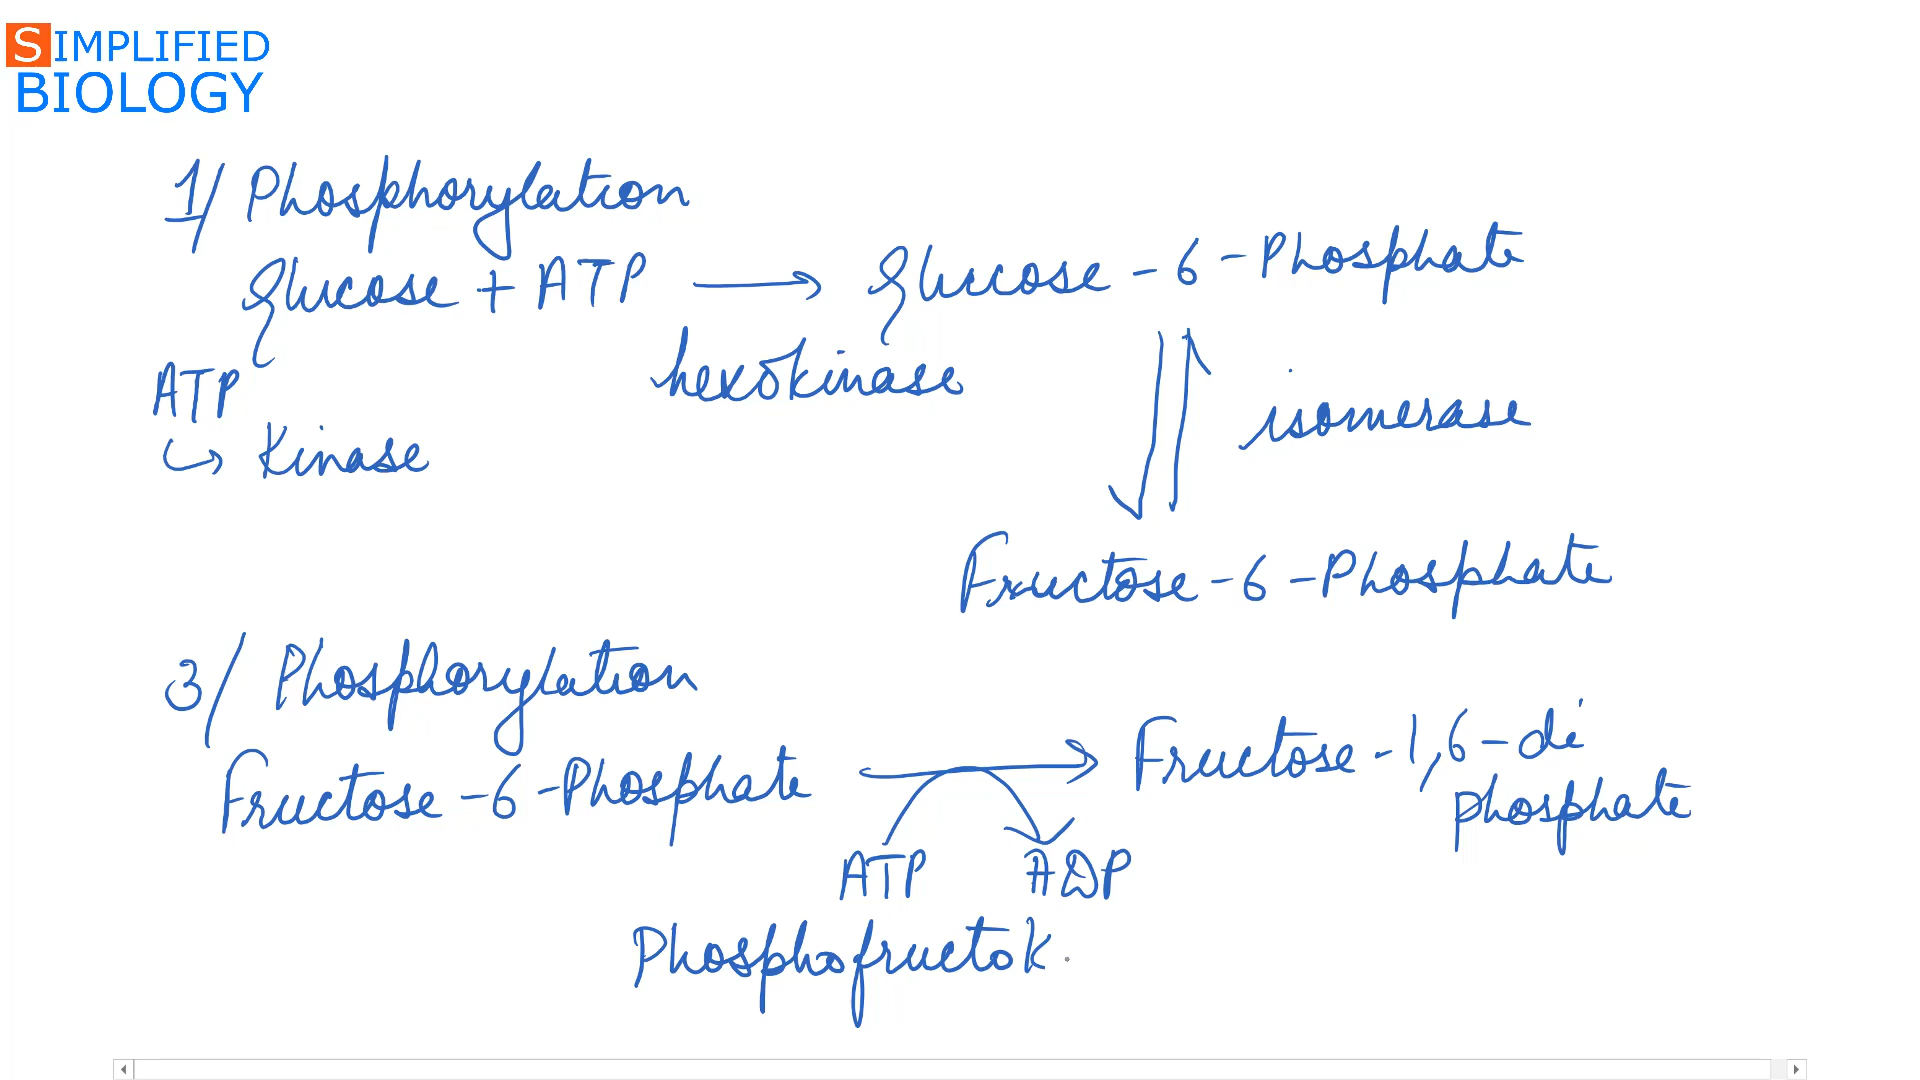 SIMPLIFIED
BIOLOGY
1/ Phosphorylation
Glucose + ATP → Glucose - 6 - Phosphate
hexokinase
ATP
↳ Kinase
isomerase
Fructose - 6 - Phosphate
3/ Phosphorylation
Fructose - 6 - Phosphate → Fructose - 1,6 - di
phosphate
ATP ADP
Phosphofructok